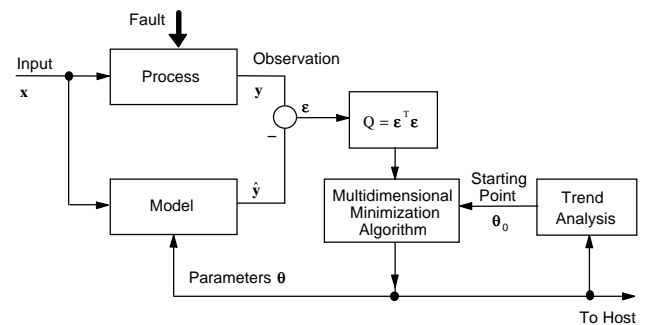 Fault
Input
x
Process
Observation
y
ε
−
Q = ε^T ε
Model
ŷ
Multidimensional
Minimization
Algorithm
Starting
Point
θ₀
Trend
Analysis
Parameters θ
To Host